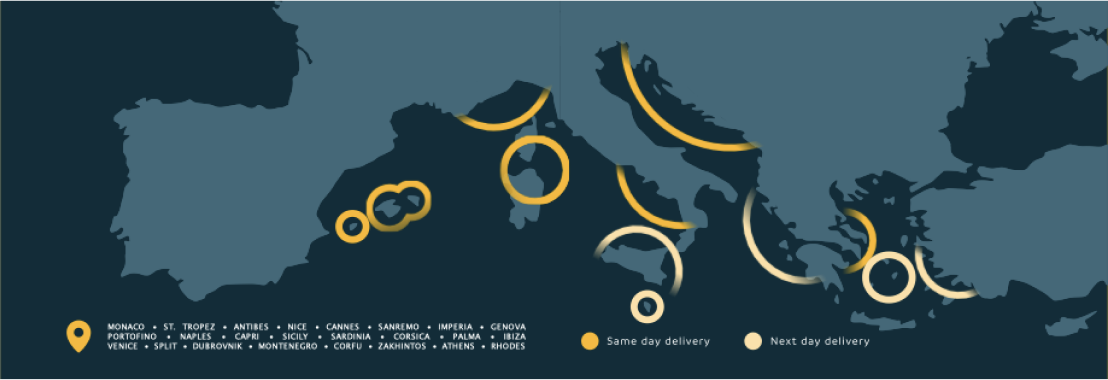 MONACO • ST. TROPEZ • ANTIBES • NICE • CANNES • SANREMO • IMPERIA • GENOVA
PORTOFINO • NAPLES • CAPRI • SICILY • SARDINIA • CORSICA • PALMA • IBIZA
VENICE • SPLIT • DUBROVNIK • MONTENEGRO • CORFU • ZAKHINTOS • ATHENS • RHODES
Same day delivery
Next day delivery